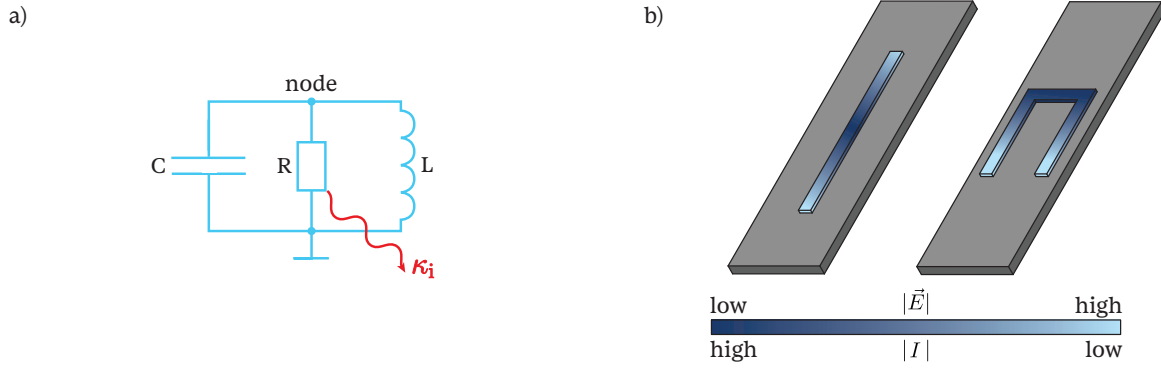 a)
node
C
R
L
κi
b)
low |E⃗| high
high |I| low